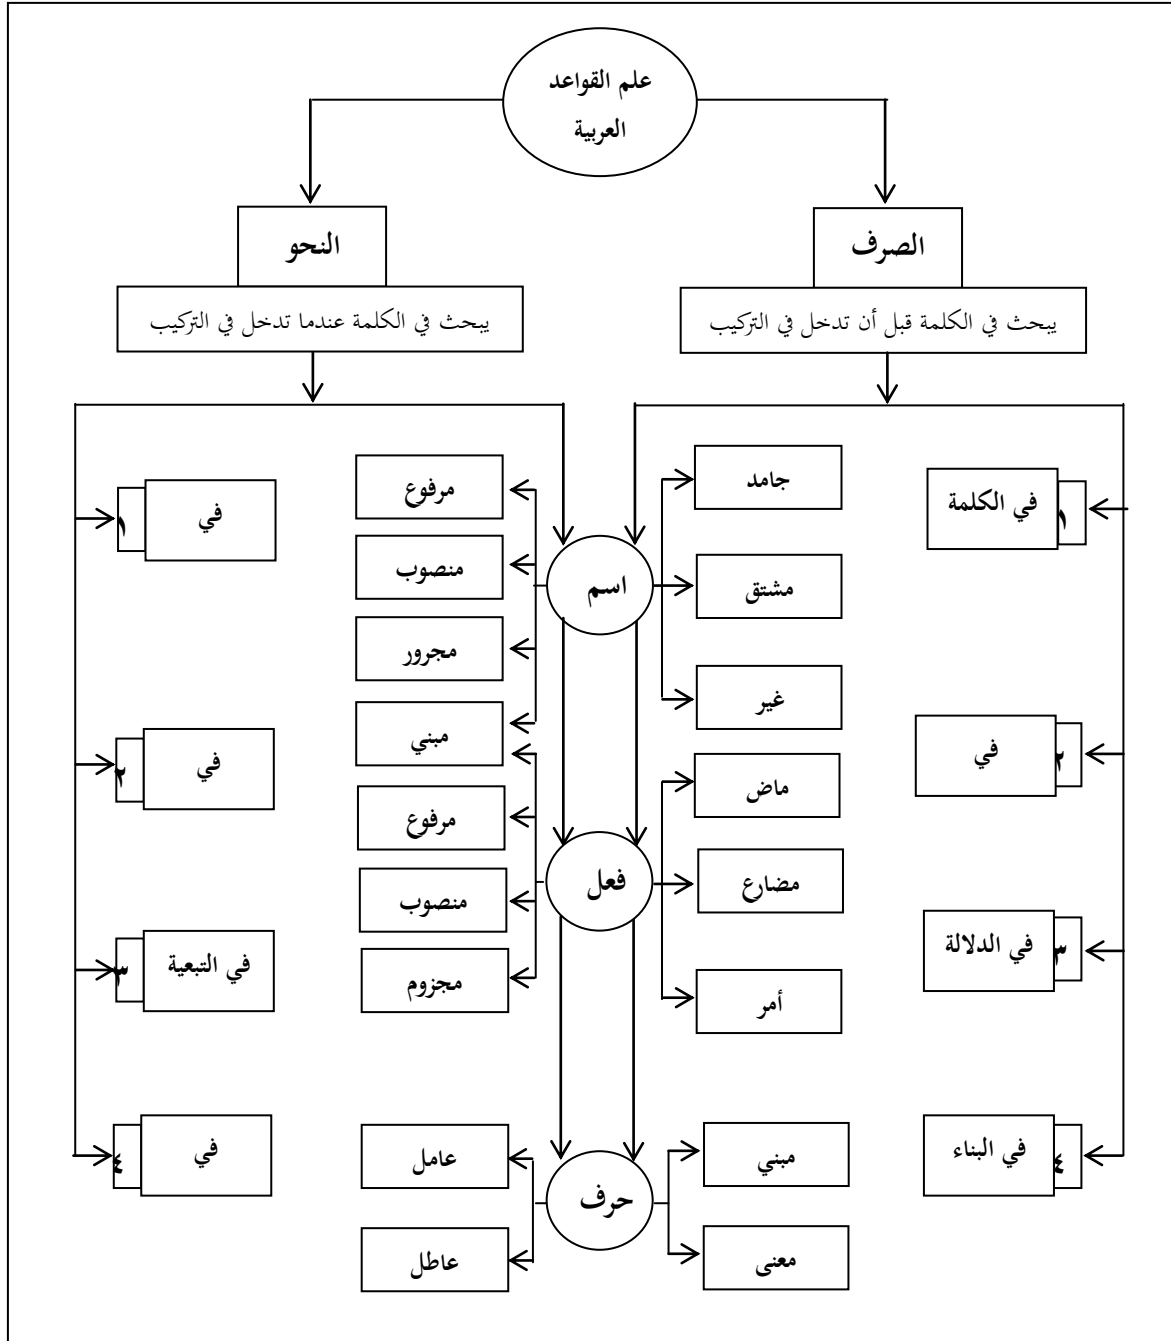 علم القواعد
العربية
الصرف
النحو
يبحث في الكلمة قبل أن تدخل في التركيب
يبحث في الكلمة عندما تدخل في التركيب
١
في الكلمة
٢
في
٣
في الدلالة
٤
في البناء
جامد
مشتق
غير
ماض
مضارع
أمر
مبني
معنى
اسم
فعل
حرف
مرفوع
منصوب
مجرور
مبني
مرفوع
منصوب
مجزوم
عامل
عاطل
في
١
في
٢
في التبعية
٣
في
٤